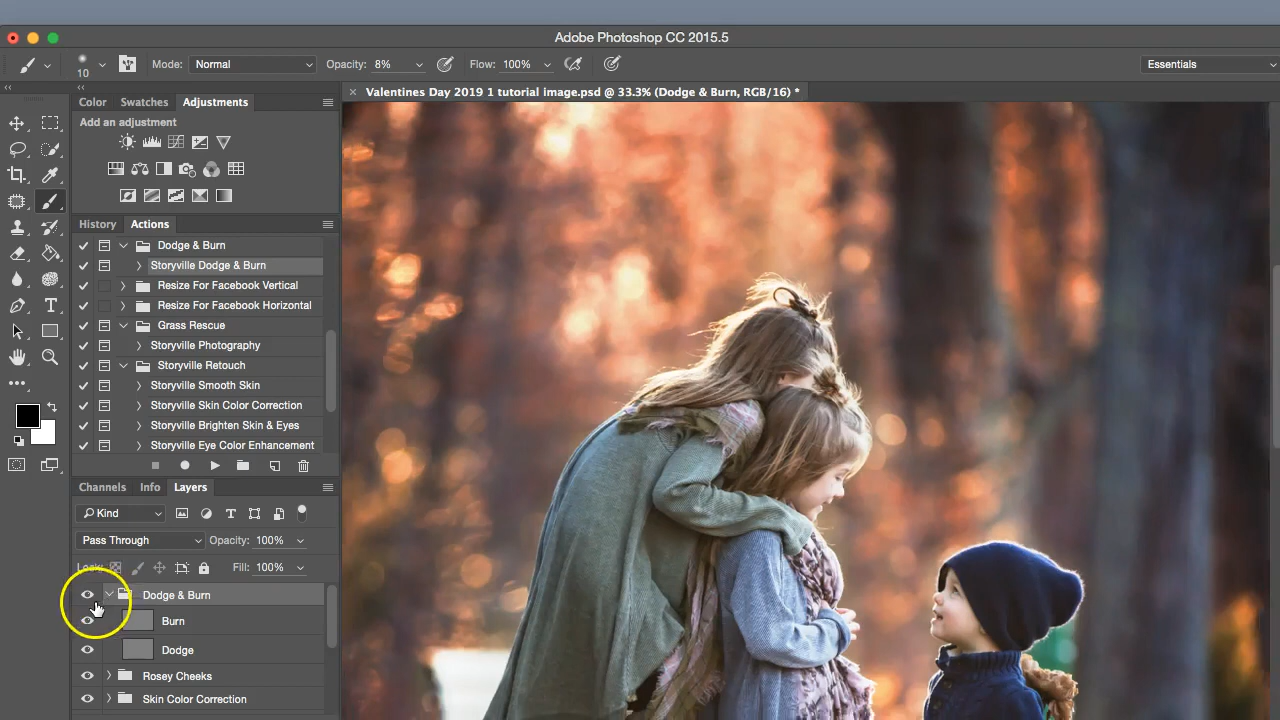 Adobe Photoshop CC 2015.5
10
Mode: Normal
Opacity: 8%
Flow: 100%
Essentials
Color
Swatches
Adjustments
Valentines Day 2019 1 tutorial image.psd @ 33.3% (Dodge & Burn, RGB/16) *
Add an adjustment
History
Actions
Dodge & Burn
Storyville Dodge & Burn
Resize For Facebook Vertical
Resize For Facebook Horizontal
Grass Rescue
Storyville Photography
Storyville Retouch
Storyville Smooth Skin
Storyville Skin Color Correction
Storyville Brighten Skin & Eyes
Storyville Eye Color Enhancement
Channels
Info
Layers
Kind
Pass Through
Opacity: 100%
Lock:
Fill: 100%
Dodge & Burn
Burn
Dodge
Rosey Cheeks
Skin Color Correction